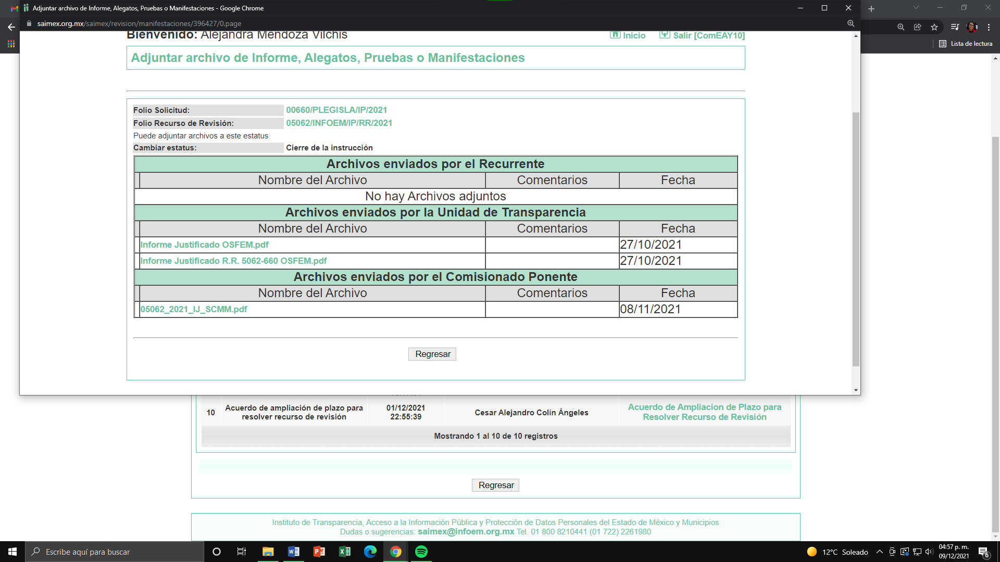 Adjuntar archivo de Informe, Alegatos, Pruebas o Manifestaciones - Google Chrome
saimex.org.mx/saimex/revision/manifestaciones/396427/0.page
Lista de lectura
Bienvenido: Alejandra Mendoza Vilchis
Inicio
Salir [ComEAY10]
Adjuntar archivo de Informe, Alegatos, Pruebas o Manifestaciones
Folio Solicitud: 00660/PLEGISLA/IP/2021
Folio Recurso de Revisión: 05062/INFOEM/IP/RR/2021
Puede adjuntar archivos a este estatus
Cambiar estatus: Cierre de la instrucción
Archivos enviados por el Recurrente
Nombre del Archivo Comentarios Fecha
No hay Archivos adjuntos
Archivos enviados por la Unidad de Transparencia
Nombre del Archivo Comentarios Fecha
Informe Justificado OSFEM.pdf 27/10/2021
Informe Justificado R.R. 5062-660 OSFEM.pdf 27/10/2021
Archivos enviados por el Comisionado Ponente
Nombre del Archivo Comentarios Fecha
05062_2021_IJ_SCMM.pdf 08/11/2021
Regresar
10 Acuerdo de ampliación de plazo para resolver recurso de revisión 01/12/2021 22:55:39 Cesar Alejandro Colín Ángeles Acuerdo de Ampliacion de Plazo para Resolver Recurso de Revisión
Mostrando 1 al 10 de 10 registros
Regresar
Instituto de Transparencia, Acceso a la Información Pública y Protección de Datos Personales del Estado de México y Municipios
Dudas o sugerencias: saimex@infoem.org.mx Tel. 01 800 8210441 (01 722) 2261980
Escribe aquí para buscar
12°C Soleado
04:57 p. m.
09/12/2021
6